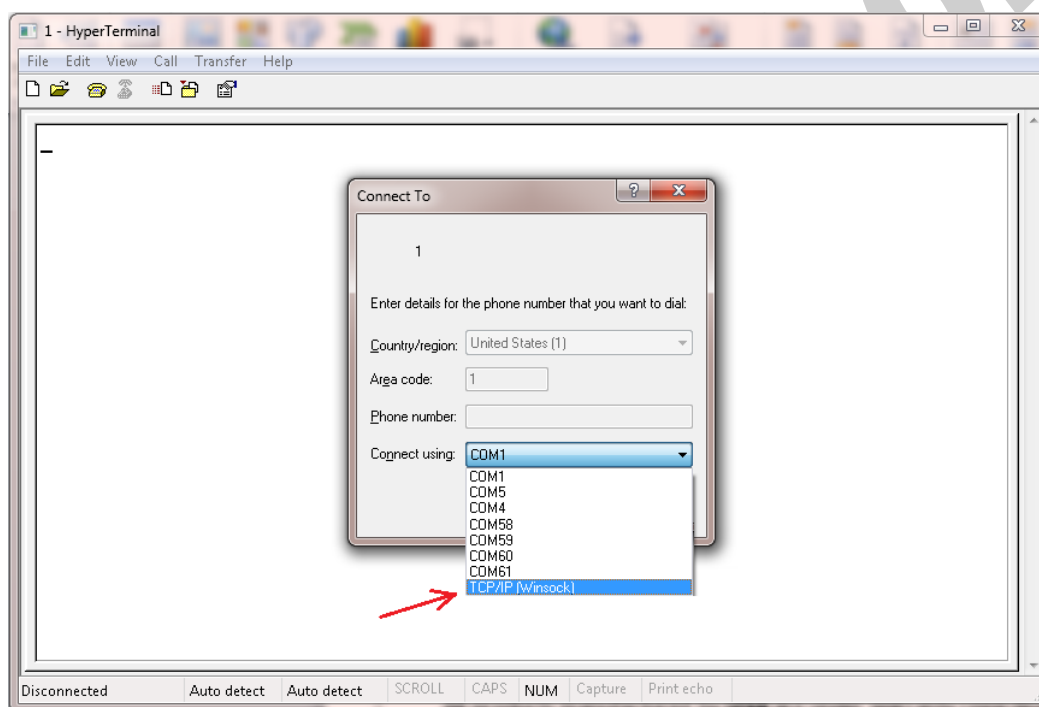 1 - HyperTerminal
File Edit View Call Transfer Help
Connect To
1
Enter details for the phone number that you want to dial:
Country/region: United States (1)
Area code: 1
Phone number:
Connect using: COM1
COM1
COM5
COM4
COM58
COM59
COM60
COM61
TCP/IP (Winsock)
Disconnected Auto detect Auto detect SCROLL CAPS NUM Capture Print echo